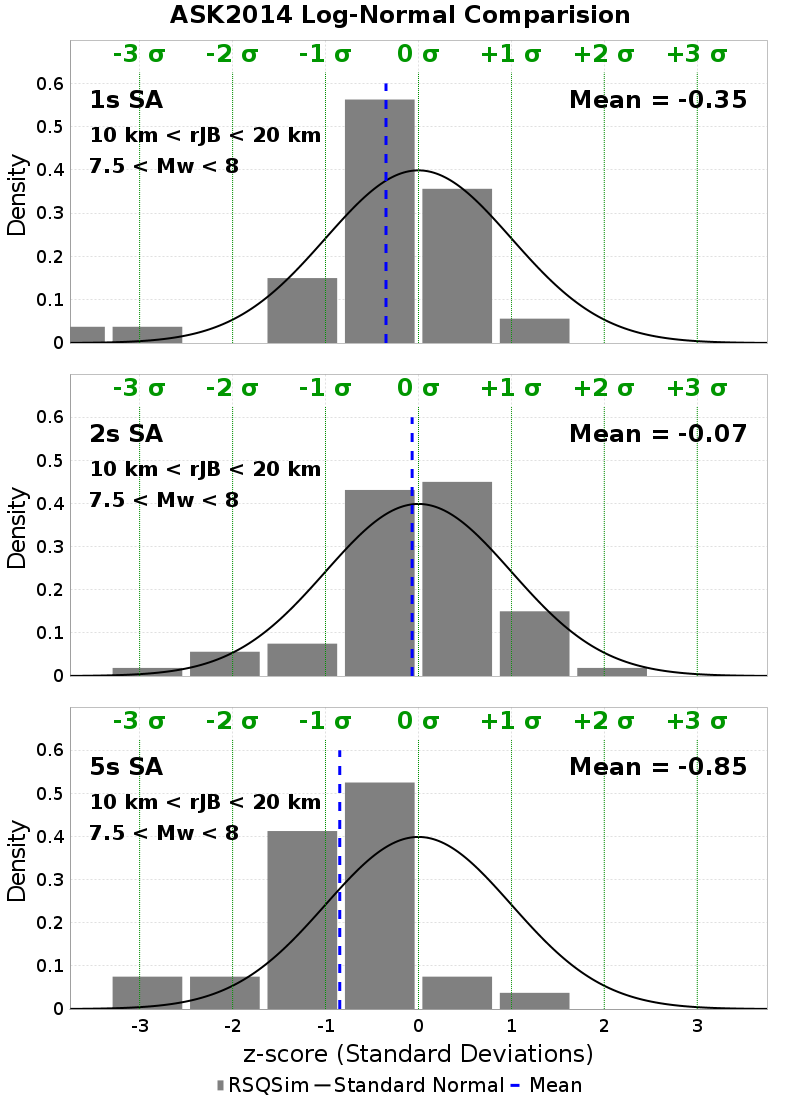 ASK2014 Log-Normal Comparision
-3 σ -2 σ -1 σ 0 σ +1 σ +2 σ +3 σ
1s SA
Mean = -0.35
10 km < rJB < 20 km
7.5 < Mw < 8
0.6
0.5
0.4
0.3
0.2
0.1
0
Density
-3 σ -2 σ -1 σ 0 σ +1 σ +2 σ +3 σ
2s SA
Mean = -0.07
10 km < rJB < 20 km
7.5 < Mw < 8
0.6
0.5
0.4
0.3
0.2
0.1
0
Density
-3 σ -2 σ -1 σ 0 σ +1 σ +2 σ +3 σ
5s SA
Mean = -0.85
10 km < rJB < 20 km
7.5 < Mw < 8
0.6
0.5
0.4
0.3
0.2
0.1
0
Density
-3 -2 -1 0 1 2 3
z-score (Standard Deviations)
RSQSim Standard Normal Mean